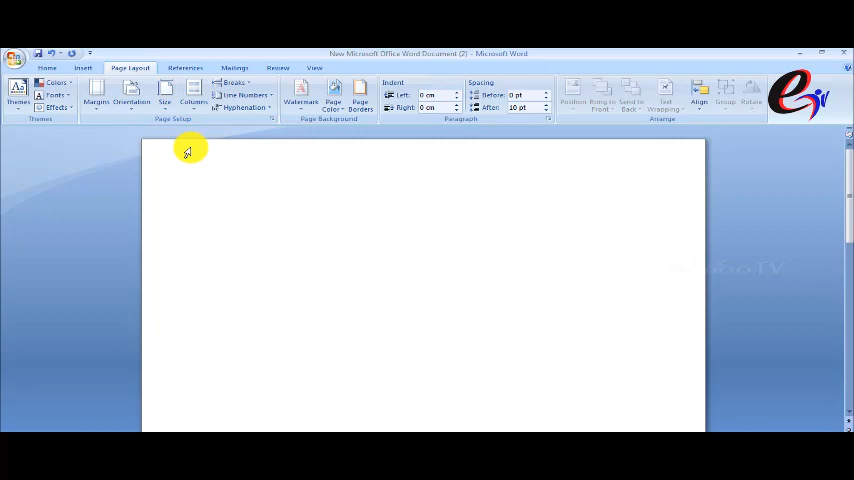 New Microsoft Office Word Document (2) - Microsoft Word
Home Insert Page Layout References Mailings Review View
Themes
Colors
Fonts
Effects
Themes
Margins Orientation Size Columns
Breaks
Line Numbers
Hyphenation
Page Setup
Watermark Page Color Page Borders
Page Background
Indent
Left: 0 cm
Right: 0 cm
Spacing
Before: 0 pt
After: 10 pt
Paragraph
Position Bring to Front Send to Back Text Wrapping Align Group Rotate
Arrange
TV